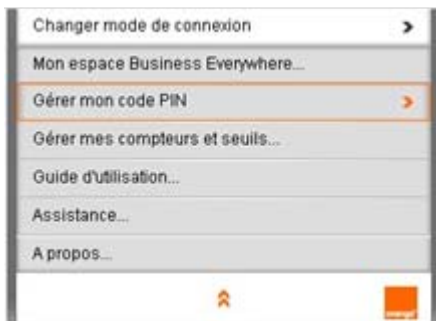 Changer mode de connexion
Mon espace Business Everywhere...
Gérer mon code PIN
Gérer mes compteurs et seuils...
Guide d'utilisation...
Assistance...
A propos...
orange